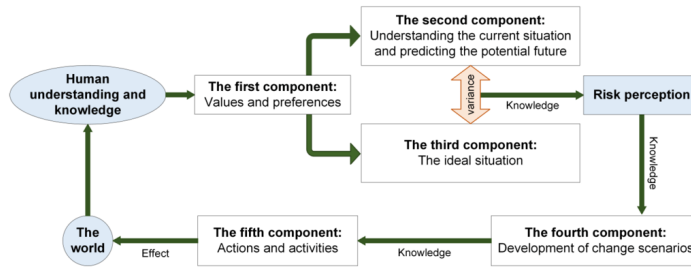 The second component:
Understanding the current situation
and predicting the potential future
Human
understanding and
knowledge
The first component:
Values and preferences
variance
Knowledge
Risk perception
The third component:
The ideal situation
Knowledge
The world
The fifth component:
Actions and activities
The fourth component:
Development of change scenarios
Effect
Knowledge